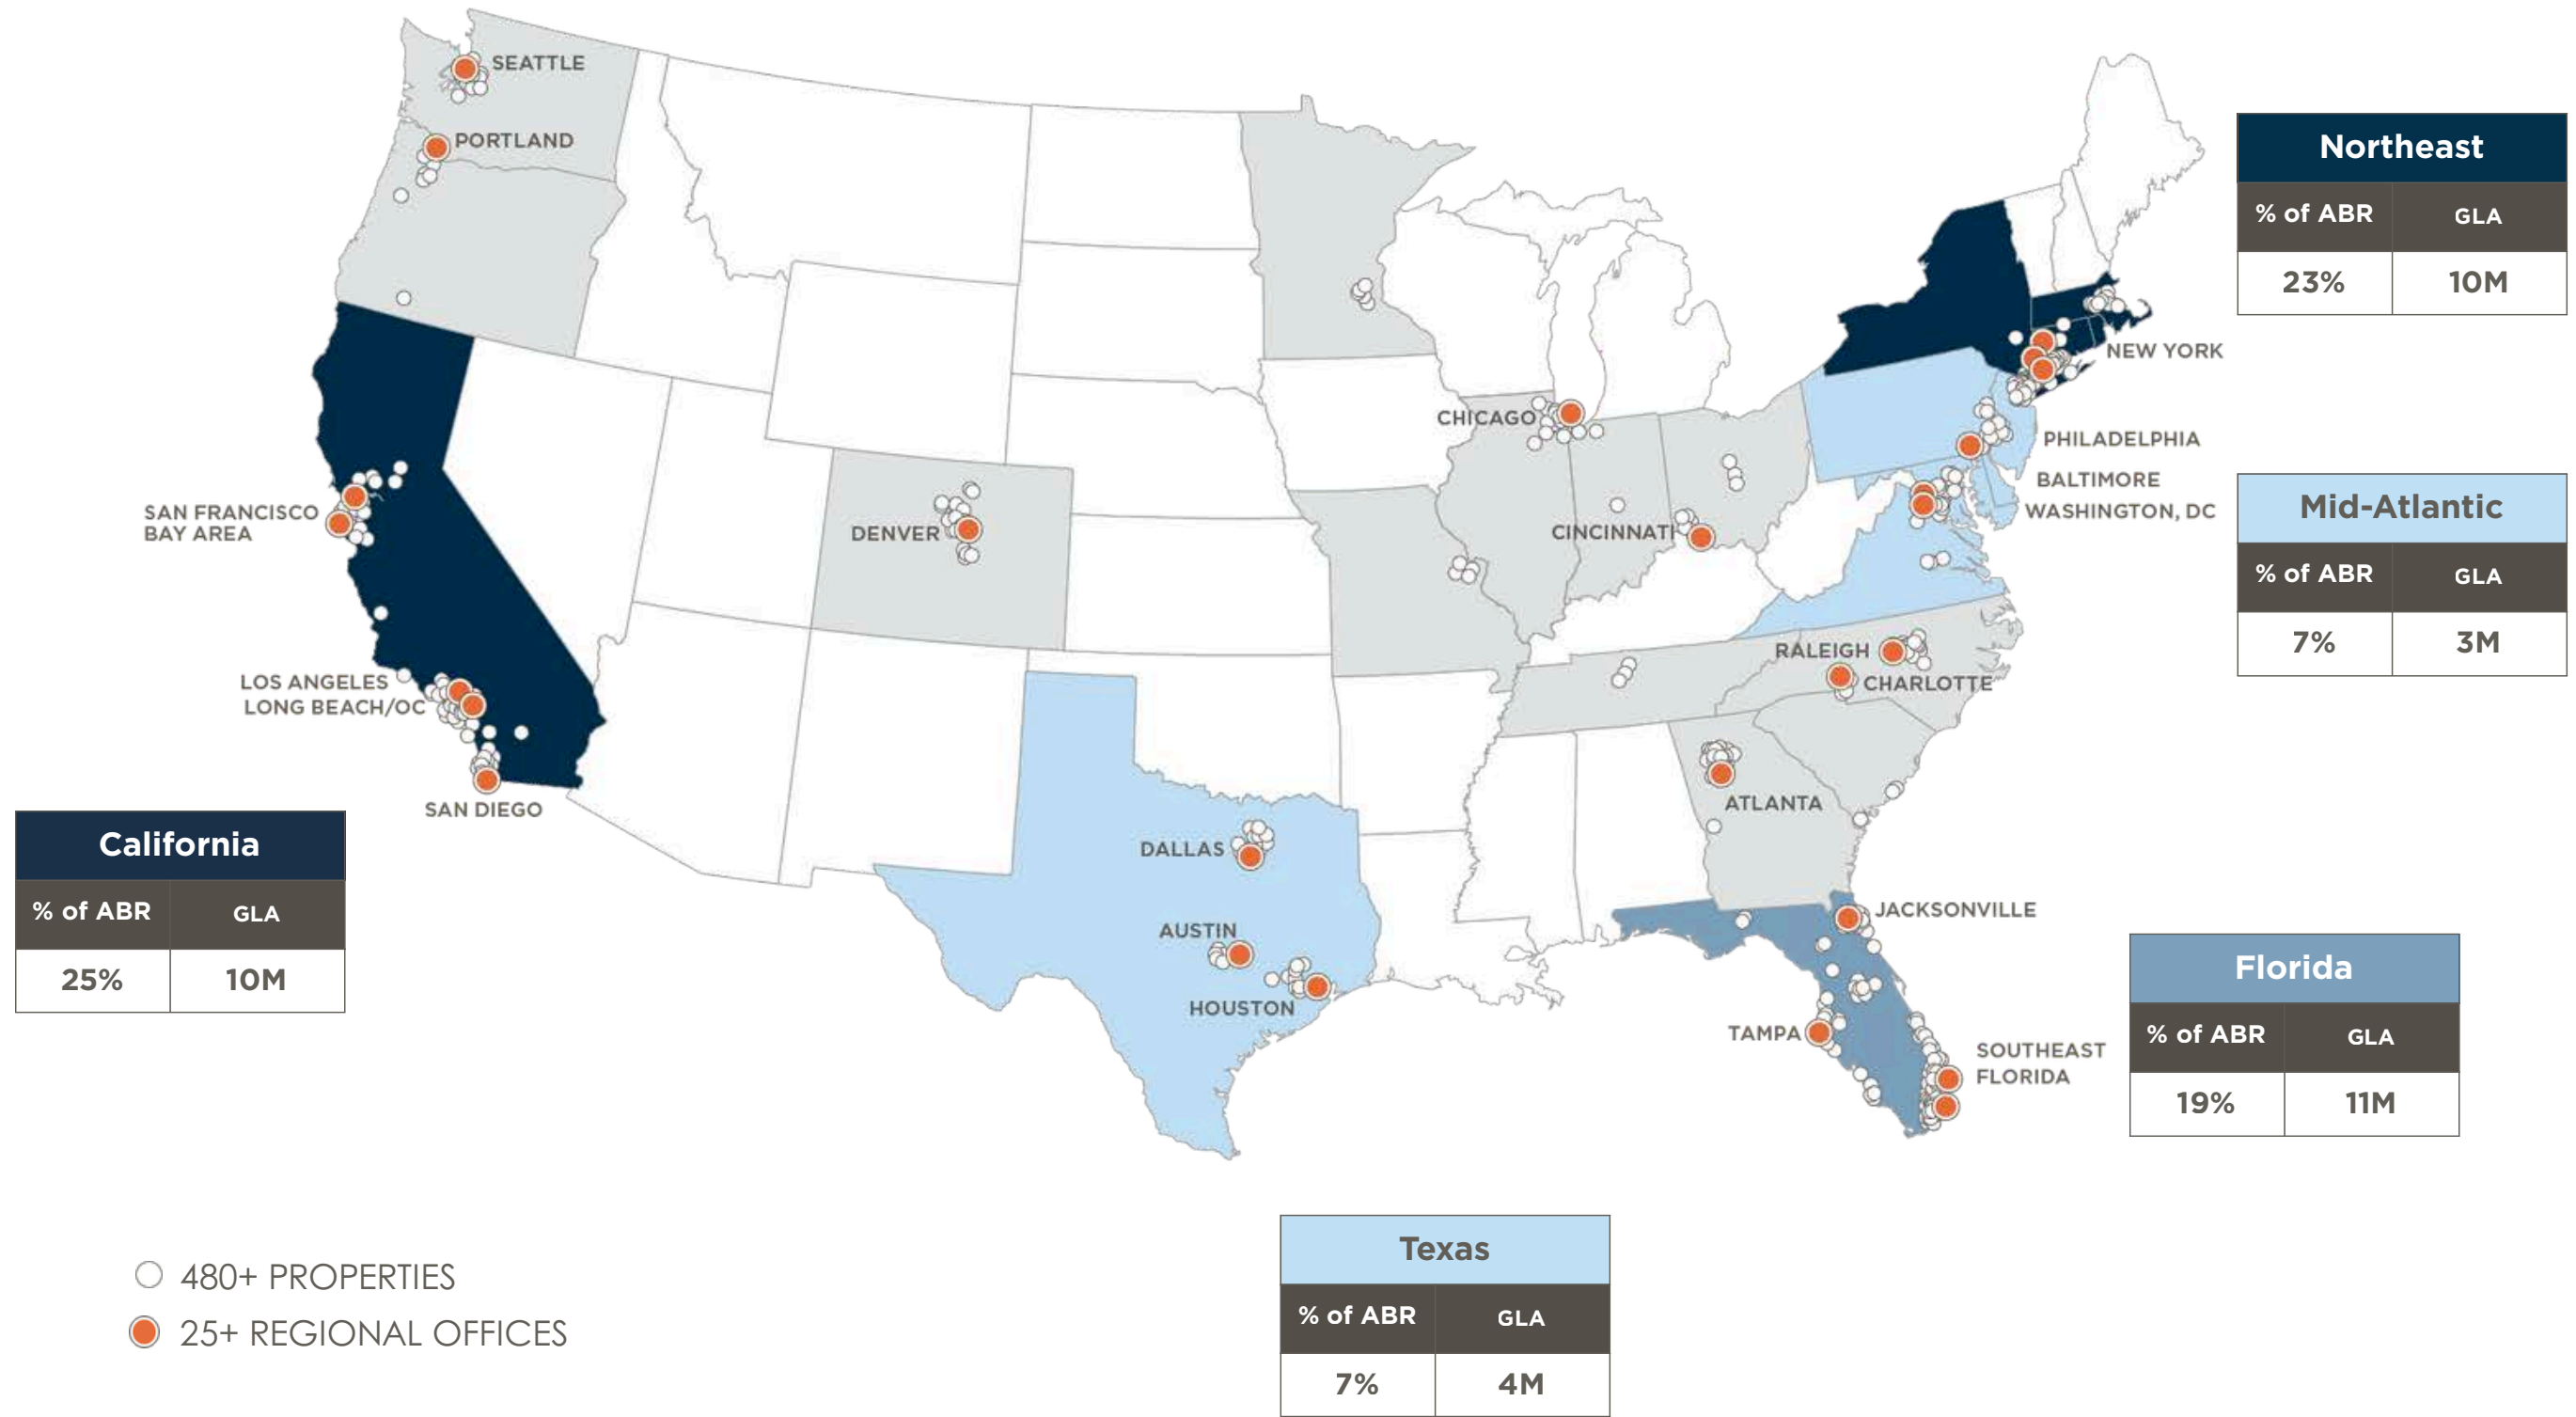 SEATTLE
PORTLAND
SAN FRANCISCO
BAY AREA
LOS ANGELES
LONG BEACH/OC
SAN DIEGO
DENVER
CHICAGO
CINCINNATI
DALLAS
AUSTIN
HOUSTON
NEW YORK
PHILADELPHIA
BALTIMORE
WASHINGTON, DC
RALEIGH
CHARLOTTE
ATLANTA
JACKSONVILLE
TAMPA
SOUTHEAST
FLORIDA
Northeast
% of ABR GLA
23% 10M
Mid-Atlantic
% of ABR GLA
7% 3M
California
% of ABR GLA
25% 10M
Florida
% of ABR GLA
19% 11M
Texas
% of ABR GLA
7% 4M
480+ PROPERTIES
25+ REGIONAL OFFICES